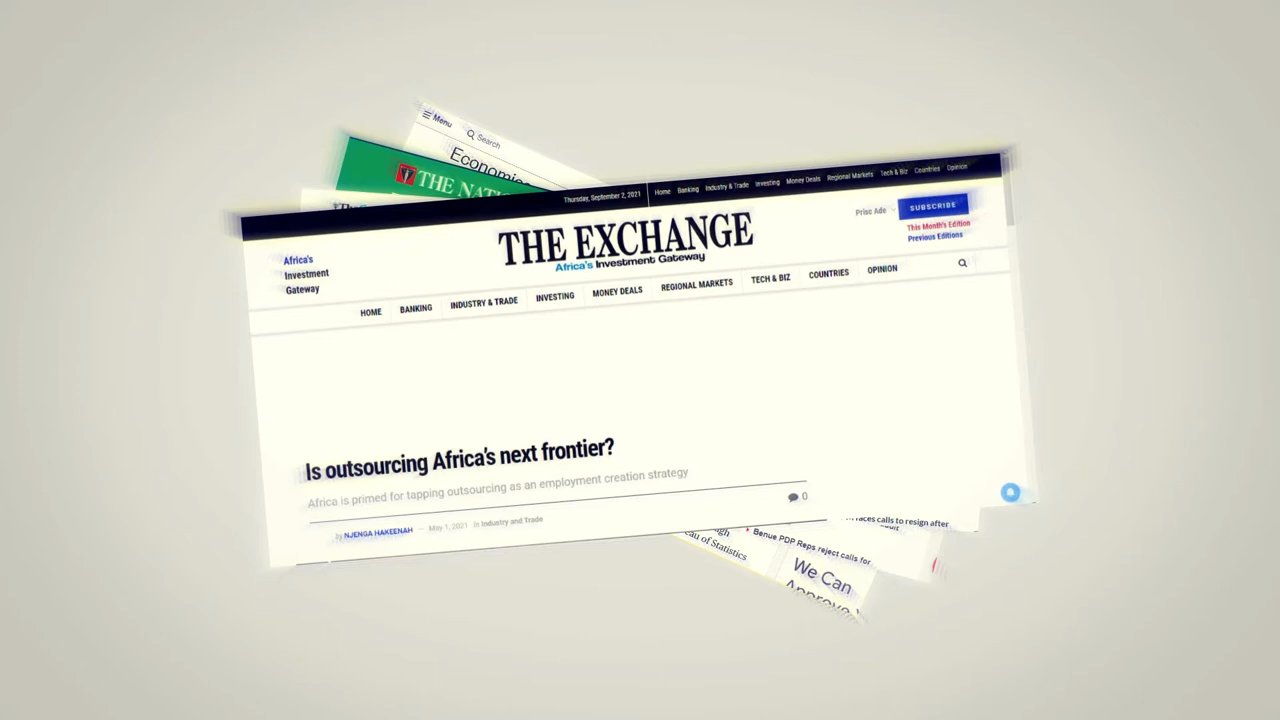 Menu
Search
Economic
THE NATI
Thursday, September 2, 2021
Home Banking Industry & Trade Investing Money Deals Regional Markets Tech & Biz Countries Opinion
Africa's
Investment
Gateway
THE EXCHANGE
Africa's Investment Gateway
Prisc Ade
SUBSCRIBE
This Month's Edition
Previous Editions
HOME BANKING INDUSTRY & TRADE INVESTING MONEY DEALS REGIONAL MARKETS TECH & BIZ COUNTRIES OPINION
Is outsourcing Africa's next frontier?
Africa is primed for tapping outsourcing as an employment creation strategy
by NJENGA HAKEENAH — May 1, 2021 in Industry and Trade
0
faces calls to resign after
Benue PDP Reps reject calls for
of Statistics
We Can